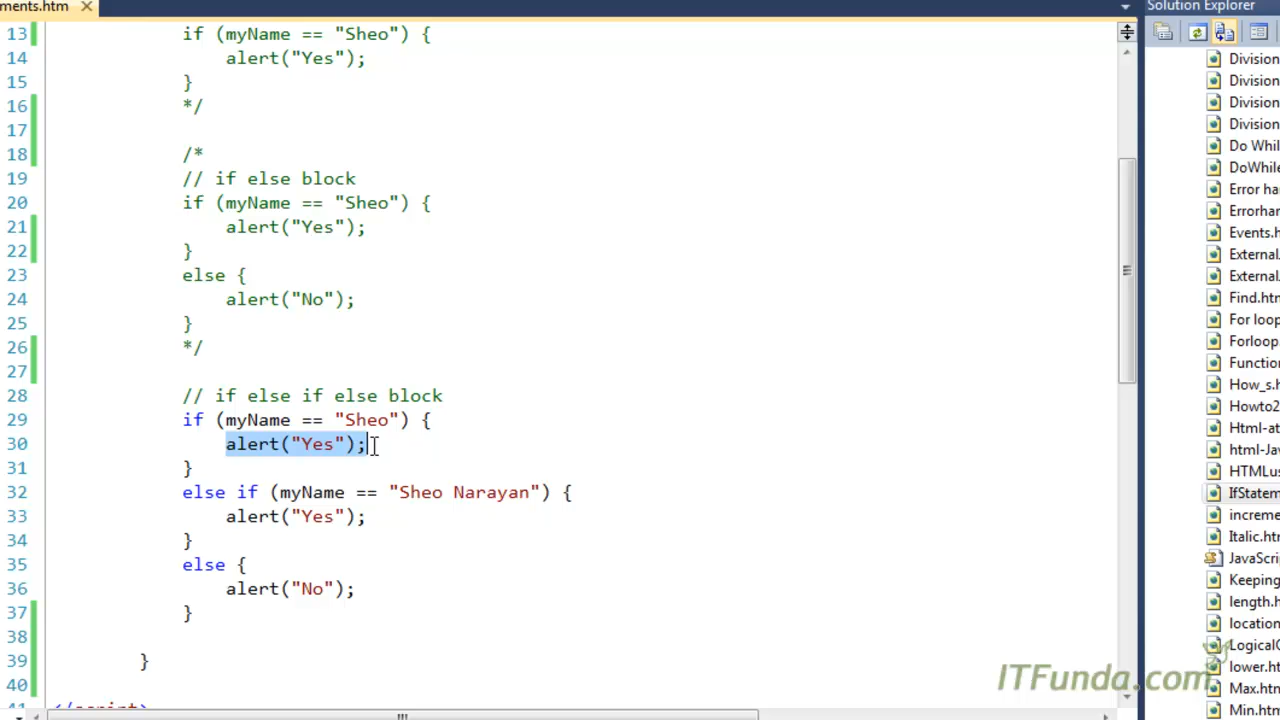 ments.htm
Solution Explorer
13 if (myName == "Sheo") {
14 alert("Yes");
15 }
16 */
17
18 /*
19 // if else block
20 if (myName == "Sheo") {
21 alert("Yes");
22 }
23 else {
24 alert("No");
25 }
26 */
27
28 // if else if else block
29 if (myName == "Sheo") {
30 alert("Yes");
31 }
32 else if (myName == "Sheo Narayan") {
33 alert("Yes");
34 }
35 else {
36 alert("No");
37 }
38
39 }
40
Division
Division
Division
Division
Do Whil
DoWhile
Error ha
Errorhar
Events.h
External
External
Find.htm
For loop
Forloop.
Function
How_s.h
Howto2
Html-at
html-Jav
HTMLus
IfStatem
increme
Italic.htr
JavaScri
Keeping
length.h
location
LogicalO
lower.ht
Max.htn
Min.htm
ITFunda.com